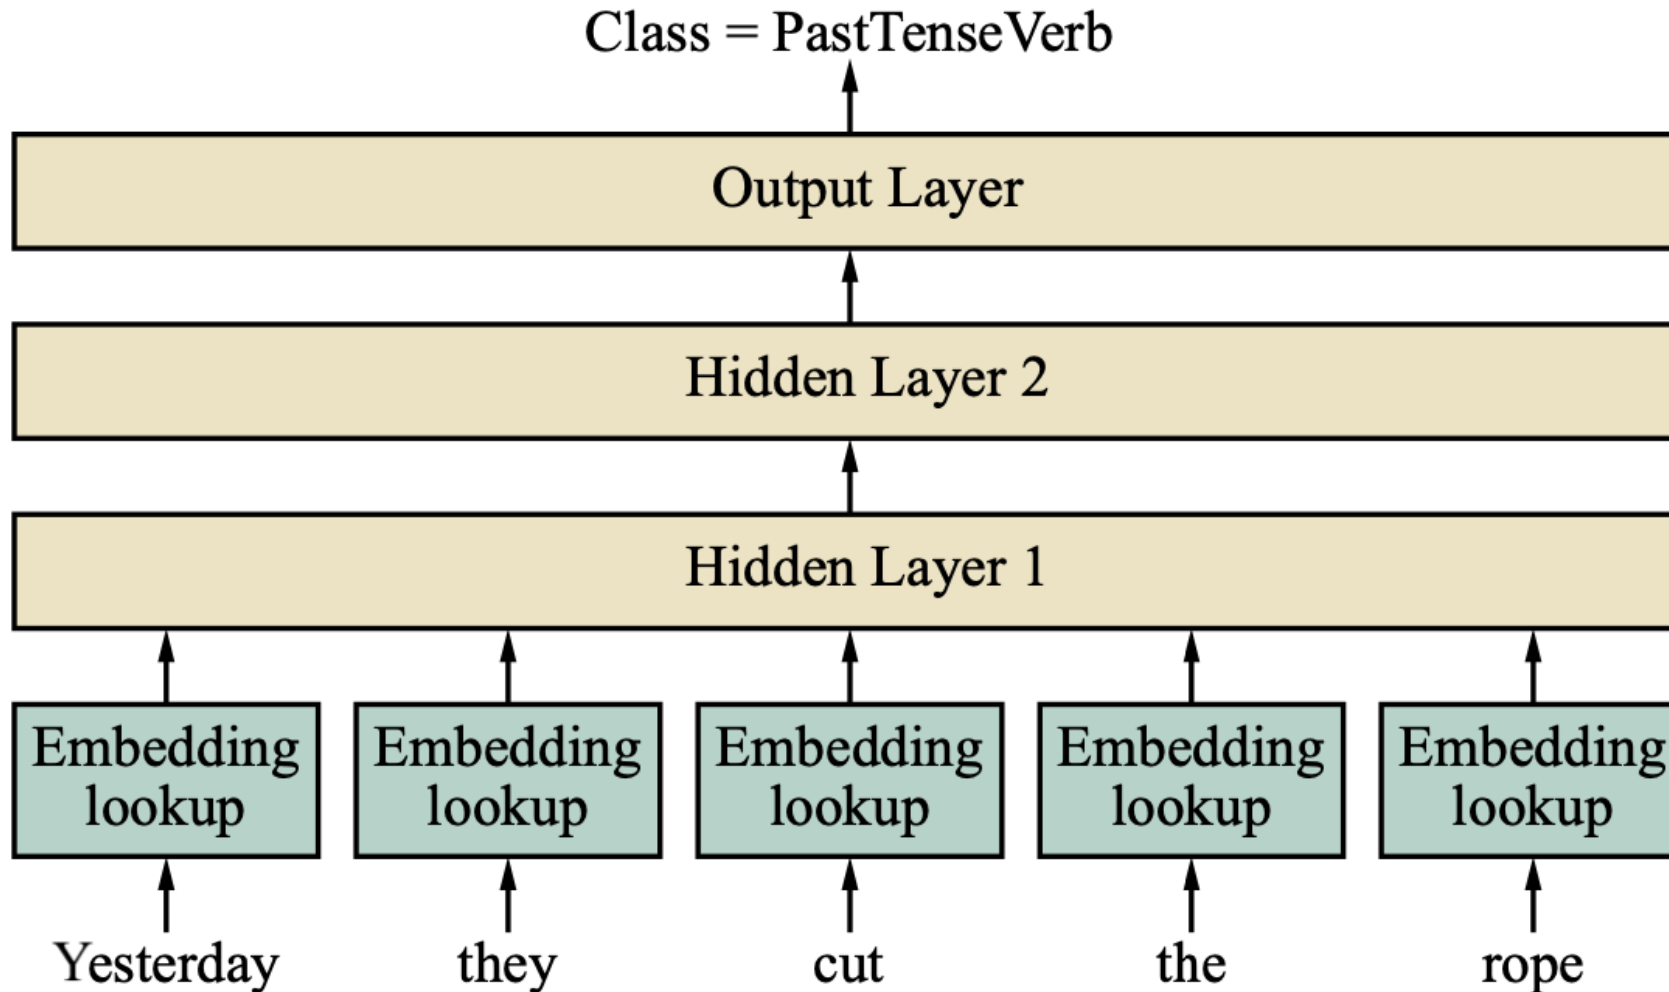 Class = PastTenseVerb
Output Layer
Hidden Layer 2
Hidden Layer 1
Embedding lookup
Embedding lookup
Embedding lookup
Embedding lookup
Embedding lookup
Yesterday they cut the rope